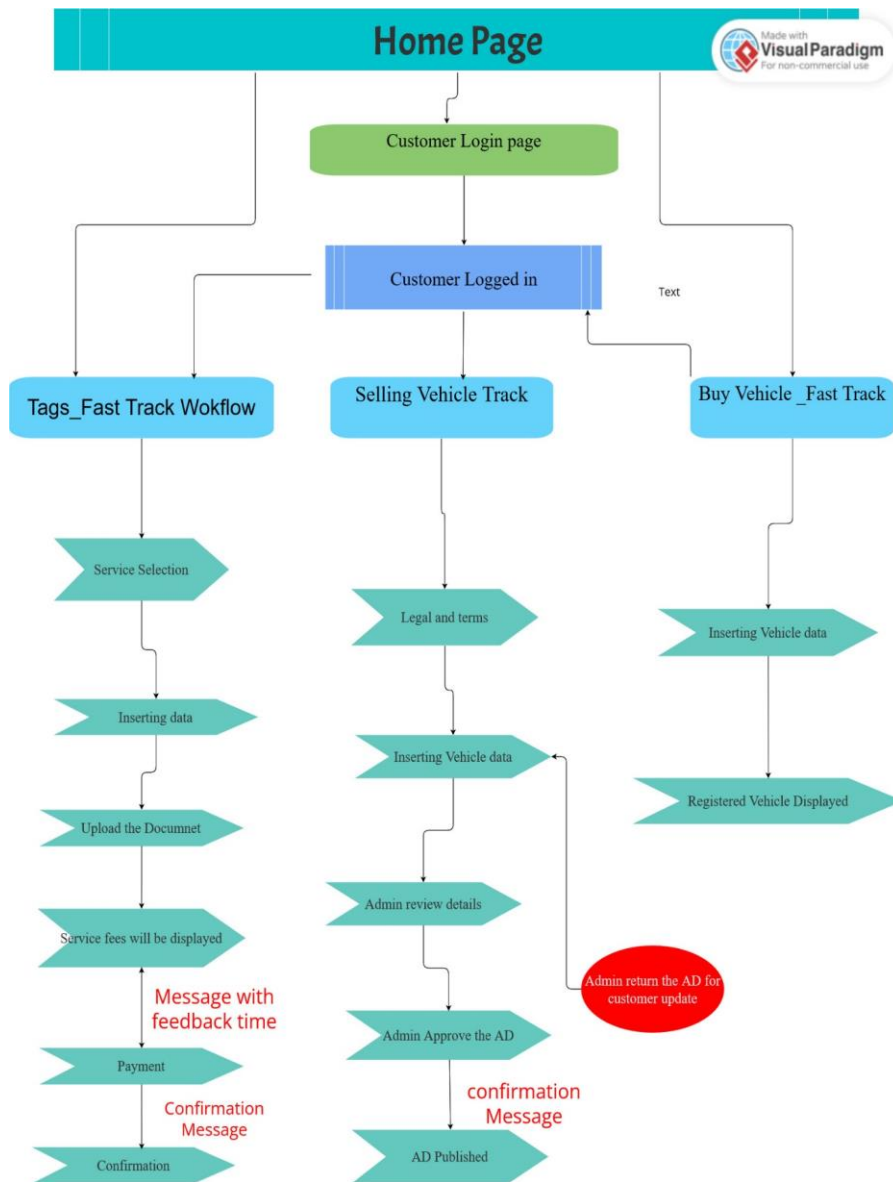 Home Page
Made with
VisualParadigm
For non-commercial use
Customer Login page
Customer Logged in
Text
Tags_Fast Track Wokflow
Selling Vehicle Track
Buy Vehicle _Fast Track
Service Selection
Legal and terms
Inserting Vehicle data
Inserting data
Inserting Vehicle data
Registered Vehicle Displayed
Upload the Documnet
Admin review details
Service fees will be displayed
Admin return the AD for
customer update
Message with
feedback time
Admin Approve the AD
Payment
Confirmation
Message
confirmation
Message
Confirmation
AD Published